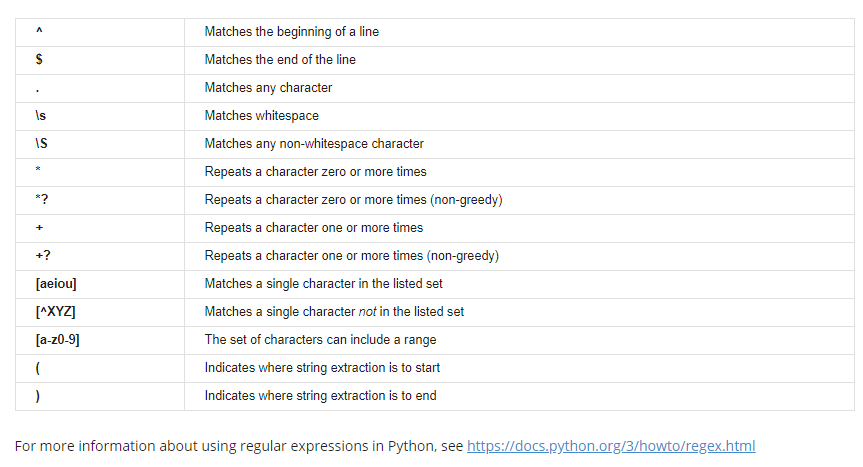 ^ Matches the beginning of a line
$ Matches the end of the line
. Matches any character
\s Matches whitespace
\S Matches any non-whitespace character
* Repeats a character zero or more times
*? Repeats a character zero or more times (non-greedy)
+ Repeats a character one or more times
+? Repeats a character one or more times (non-greedy)
[aeiou] Matches a single character in the listed set
[^XYZ] Matches a single character not in the listed set
[a-z0-9] The set of characters can include a range
( Indicates where string extraction is to start
) Indicates where string extraction is to end
For more information about using regular expressions in Python, see https://docs.python.org/3/howto/regex.html